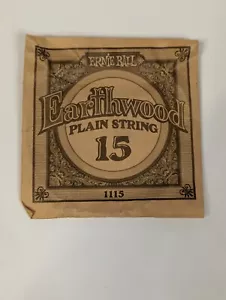 ERNIE BALL
Earthwood
PLAIN STRING
15
1115